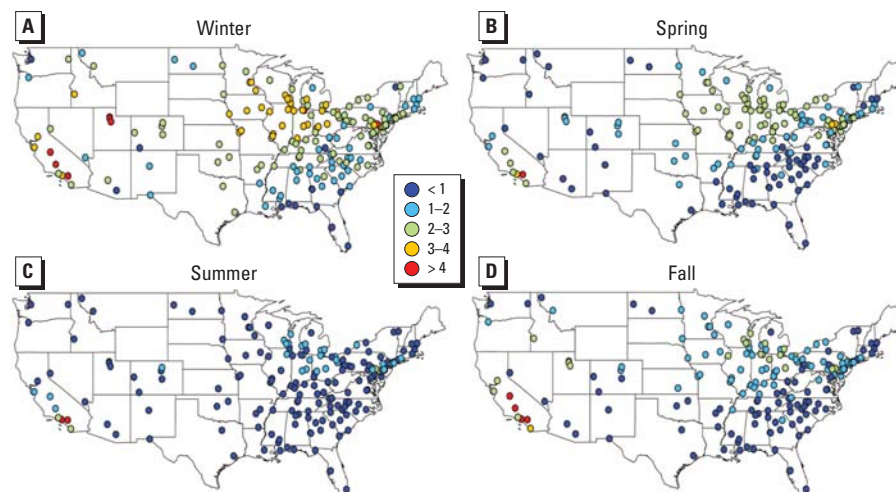 A
Winter
B
Spring
< 1
1–2
2–3
3–4
> 4
C
Summer
D
Fall